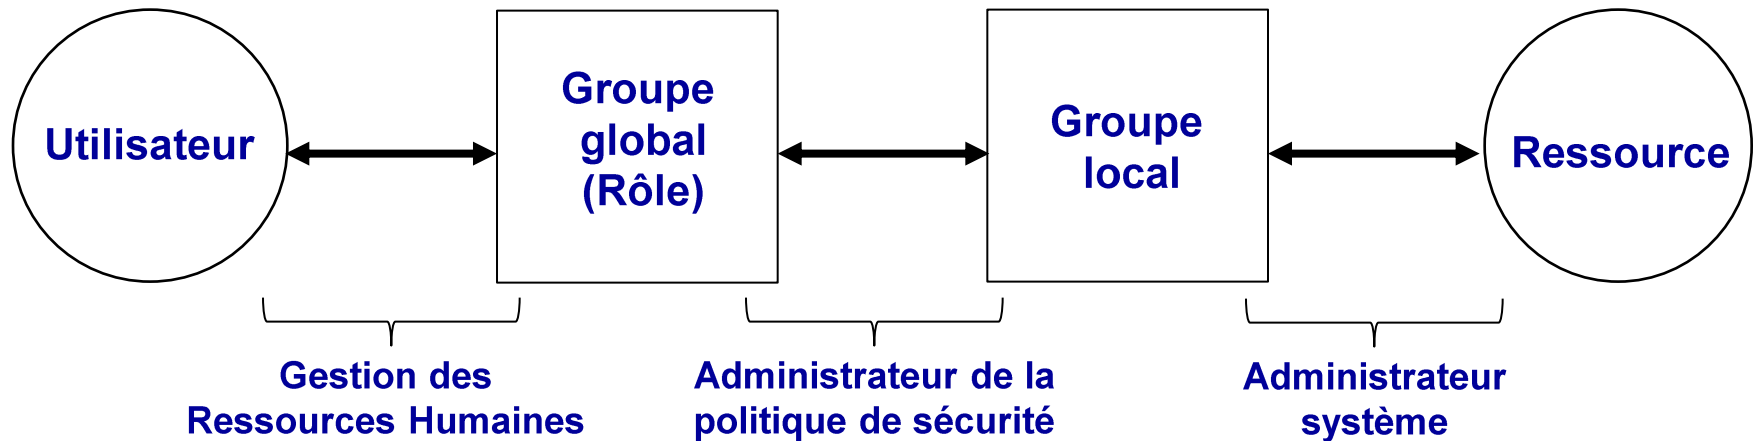 Utilisateur
Groupe
global
(Rôle)
Groupe
local
Ressource
Gestion des
Ressources Humaines
Administrateur de la
politique de sécurité
Administrateur
système